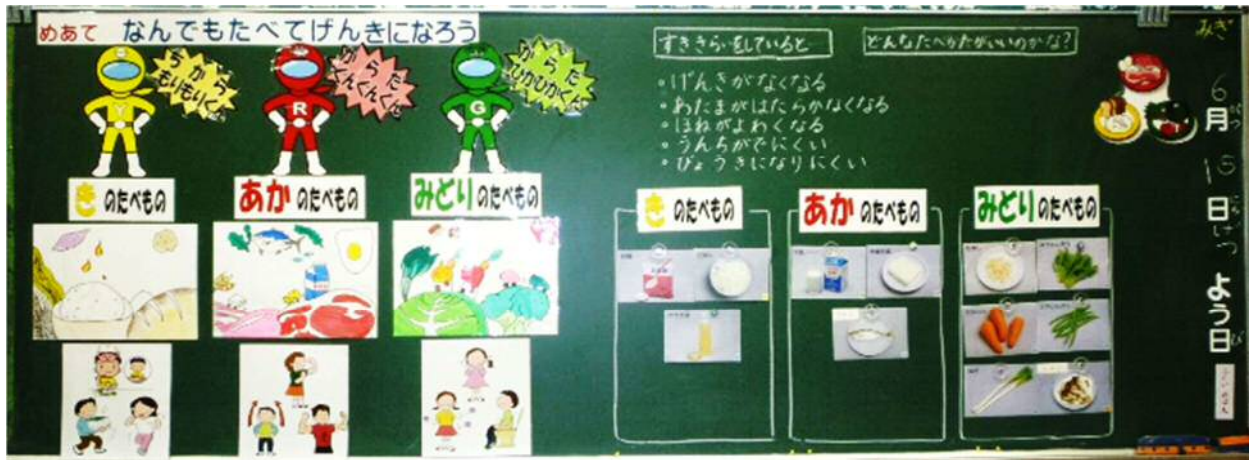 めあて なんでもたべてげんきになろう
ちから
もりもりくん
Y
からだ
ぐんぐんくん
R
からだ
ぴかぴかくん
G
きのたべもの
あかのたべもの
みどりのたべもの
すききらいをしていると
・げんきがなくなる
・あたまがはたらかなくなる
・ほねがよわくなる
・うんちがでにくい
・びょうきになりにくい
どんなたべかたがいいのかな?
きのたべもの
あかのたべもの
みどりのたべもの
みぎ
6月
日
よう日